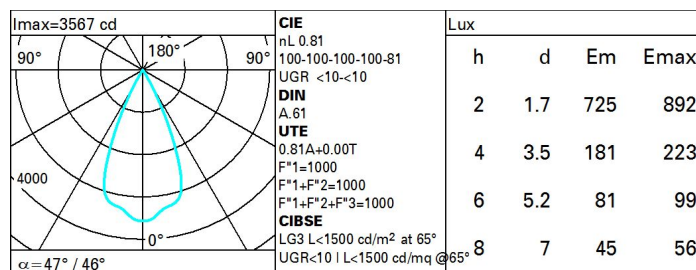 Imax=3567 cd
90°
180°
90°
4000
0°
α=47° / 46°
CIE
nL 0.81
100-100-100-100-81
UGR <10-<10
DIN
A.61
UTE
0.81A+0.00T
F"1=1000
F"1+F"2=1000
F"1+F"2+F"3=1000
CIBSE
LG3 L<1500 cd/m² at 65°
UGR<10 | L<1500 cd/mq @65°
Lux
h d Em Emax
2 1.7 725 892
4 3.5 181 223
6 5.2 81 99
8 7 45 56